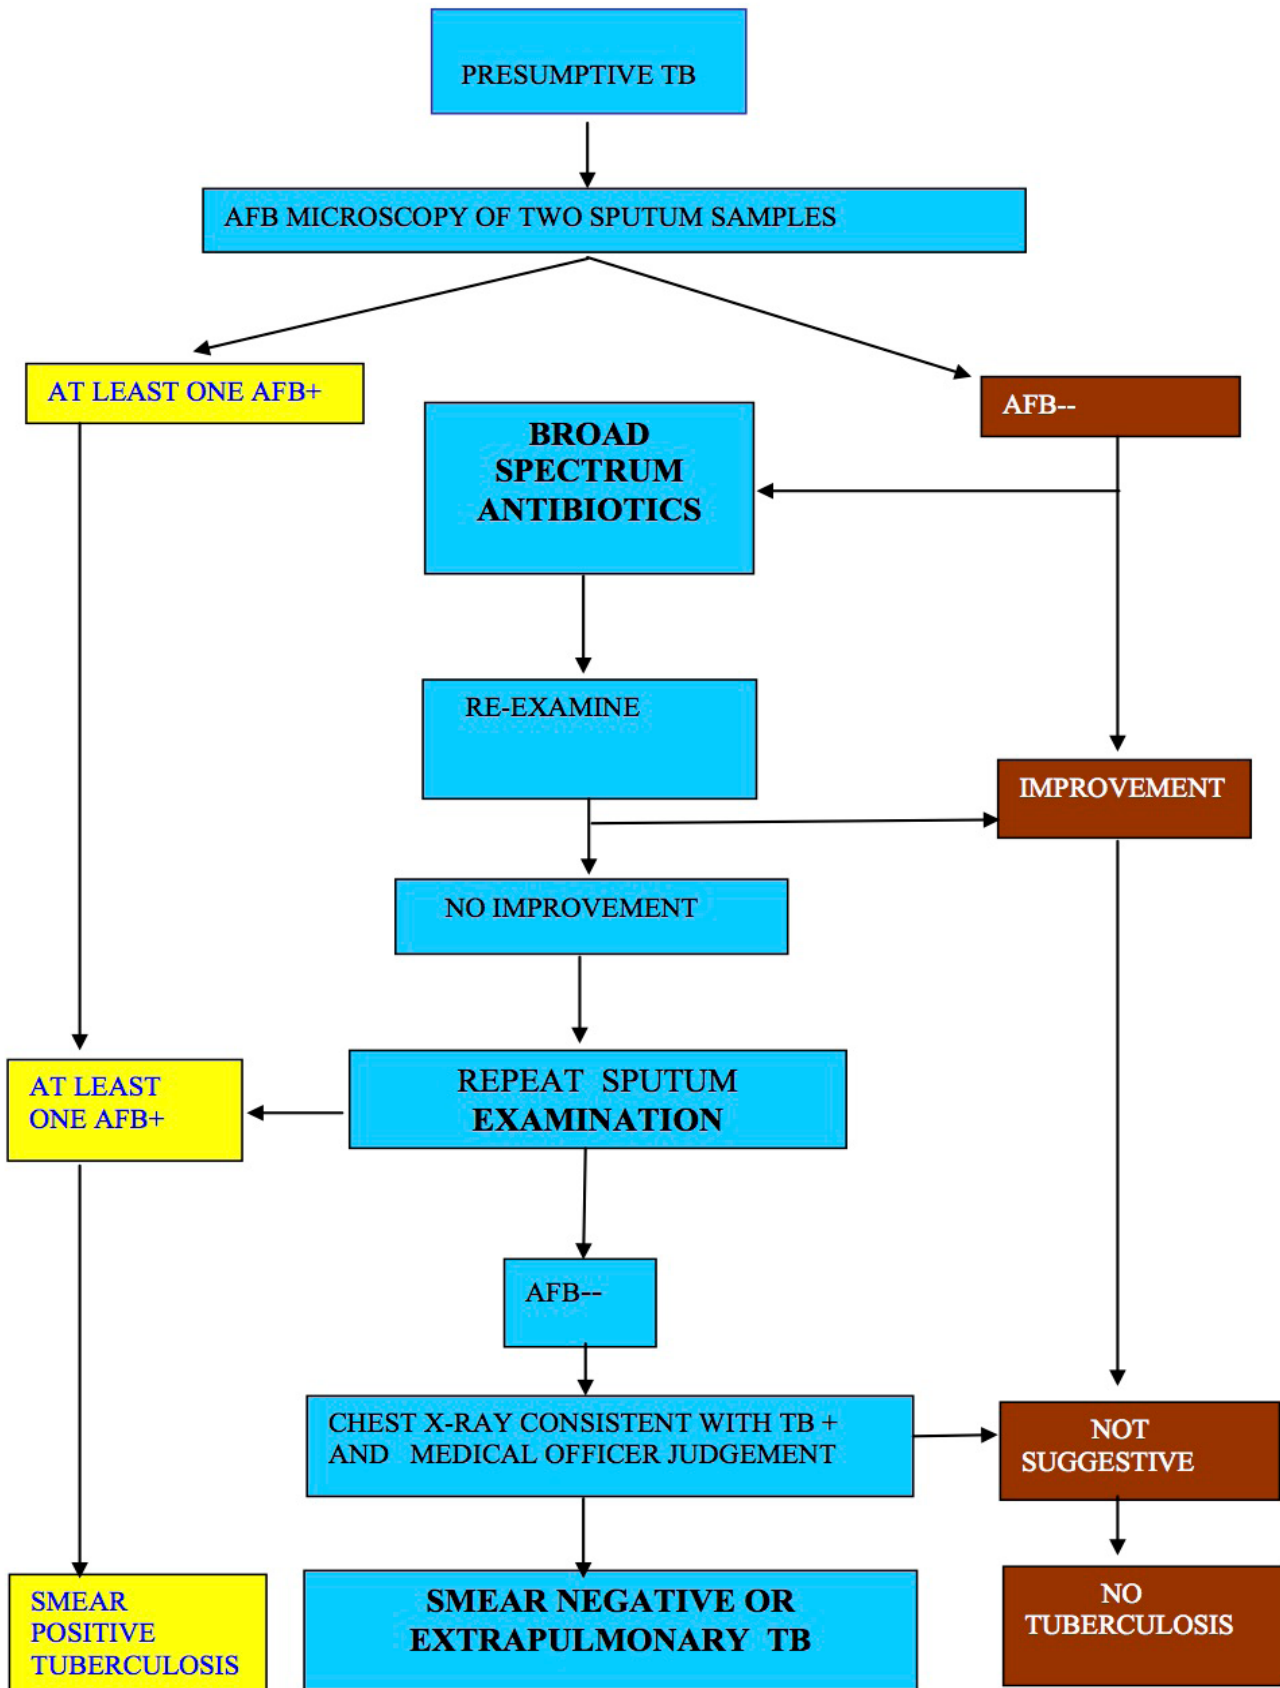 PRESUMPTIVE TB
AFB MICROSCOPY OF TWO SPUTUM SAMPLES
AT LEAST ONE AFB+
AFB--
BROAD
SPECTRUM
ANTIBIOTICS
RE-EXAMINE
IMPROVEMENT
NO IMPROVEMENT
AT LEAST
ONE AFB+
REPEAT SPUTUM
EXAMINATION
AFB--
CHEST X-RAY CONSISTENT WITH TB +
AND MEDICAL OFFICER JUDGEMENT
NOT
SUGGESTIVE
SMEAR
POSITIVE
TUBERCULOSIS
SMEAR NEGATIVE OR
EXTRAPULMONARY TB
NO
TUBERCULOSIS